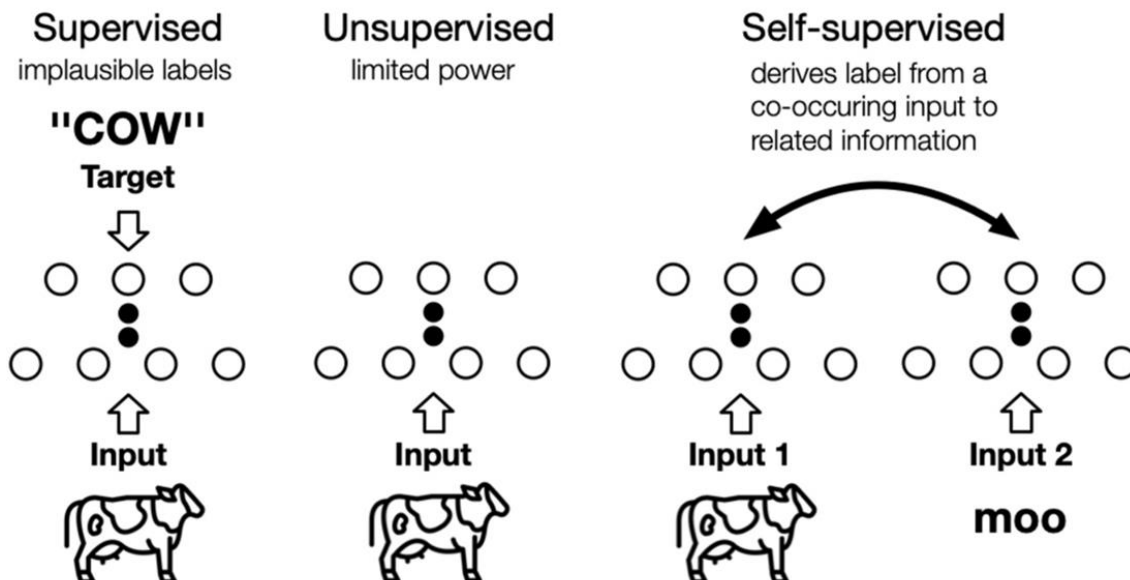 Supervised
implausible labels
"COW"
Target
Input
Unsupervised
limited power
Input
Self-supervised
derives label from a
co-occuring input to
related information
Input 1
Input 2
moo